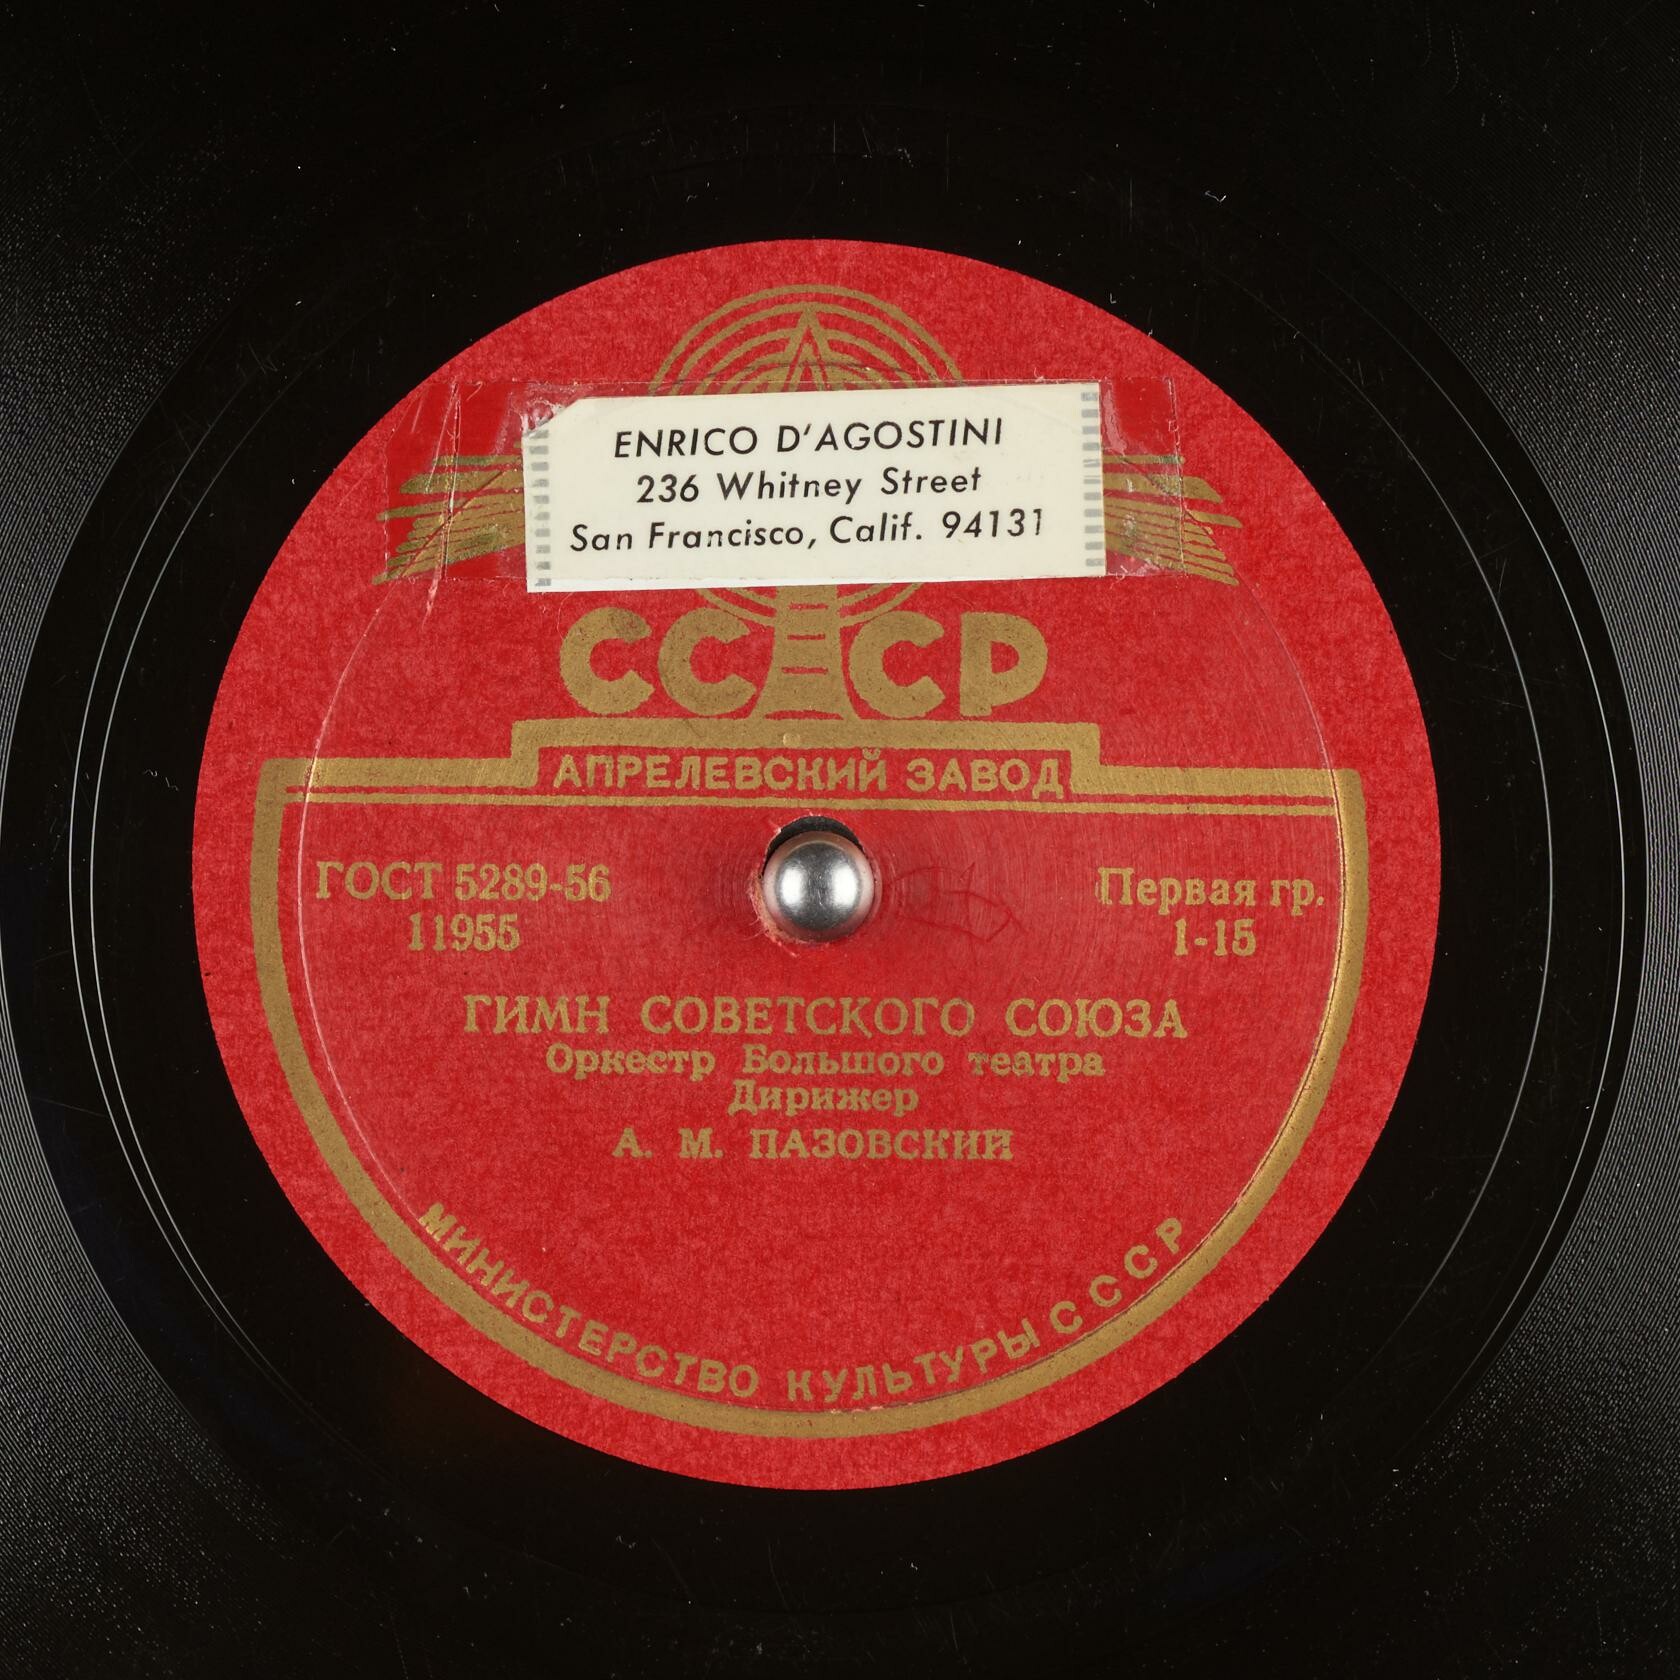 ENRICO D'AGOSTINI
236 Whitney Street
San Francisco, Calif. 94131
СССР
АПРЕЛЕВСКИЙ ЗАВОД
ГОСТ 5289-56
11955
Первая гр.
1-15
ГИМН СОВЕТСКОГО СОЮЗА
Оркестр Большого театра
Дирижер
А. М. ПАЗОВСКИЙ
МИНИСТЕРСТВО КУЛЬТУРЫ СССР